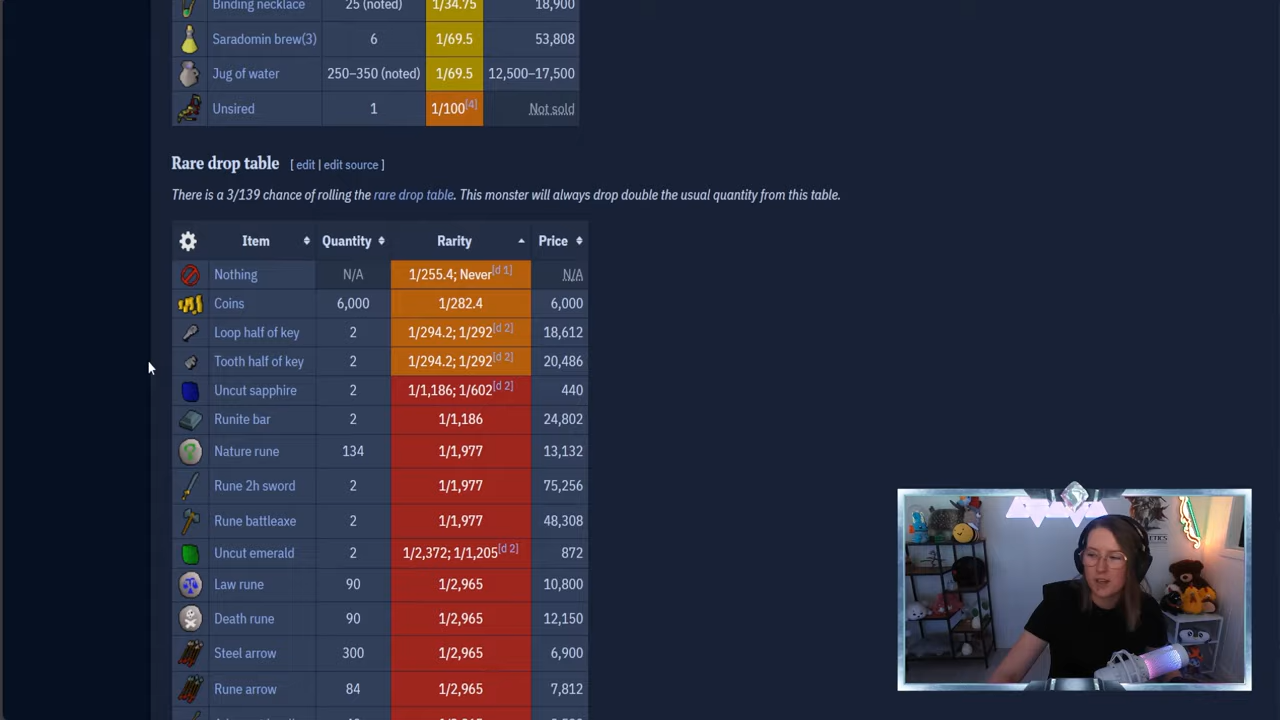 Binding necklace 25 (noted) 1/34.75 18,900
Saradomin brew(3) 6 1/69.5 53,808
Jug of water 250–350 (noted) 1/69.5 12,500–17,500
Unsired 1 1/100[4] Not sold
Rare drop table [ edit | edit source ]
There is a 3/139 chance of rolling the rare drop table. This monster will always drop double the usual quantity from this table.
Item Quantity Rarity Price
Nothing N/A 1/255.4; Never[d 1] N/A
Coins 6,000 1/282.4 6,000
Loop half of key 2 1/294.2; 1/292[d 2] 18,612
Tooth half of key 2 1/294.2; 1/292[d 2] 20,486
Uncut sapphire 2 1/1,186; 1/602[d 2] 440
Runite bar 2 1/1,186 24,802
Nature rune 134 1/1,977 13,132
Rune 2h sword 2 1/1,977 75,256
Rune battleaxe 2 1/1,977 48,308
Uncut emerald 2 1/2,372; 1/1,205[d 2] 872
Law rune 90 1/2,965 10,800
Death rune 90 1/2,965 12,150
Steel arrow 300 1/2,965 6,900
Rune arrow 84 1/2,965 7,812